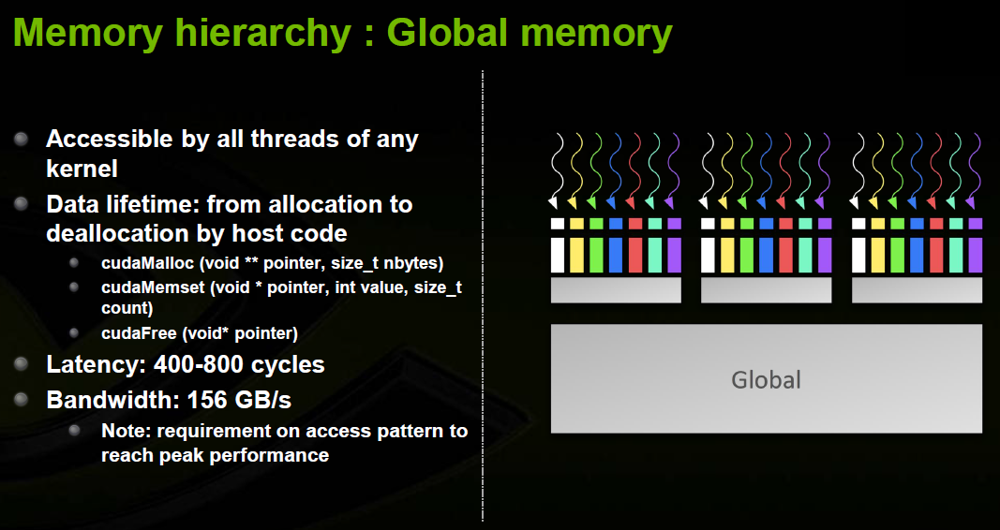 Memory hierarchy : Global memory
Accessible by all threads of any
kernel
Data lifetime: from allocation to
deallocation by host code
cudaMalloc (void ** pointer, size_t nbytes)
cudaMemset (void * pointer, int value, size_t
count)
cudaFree (void* pointer)
Latency: 400-800 cycles
Bandwidth: 156 GB/s
Note: requirement on access pattern to
reach peak performance
Global